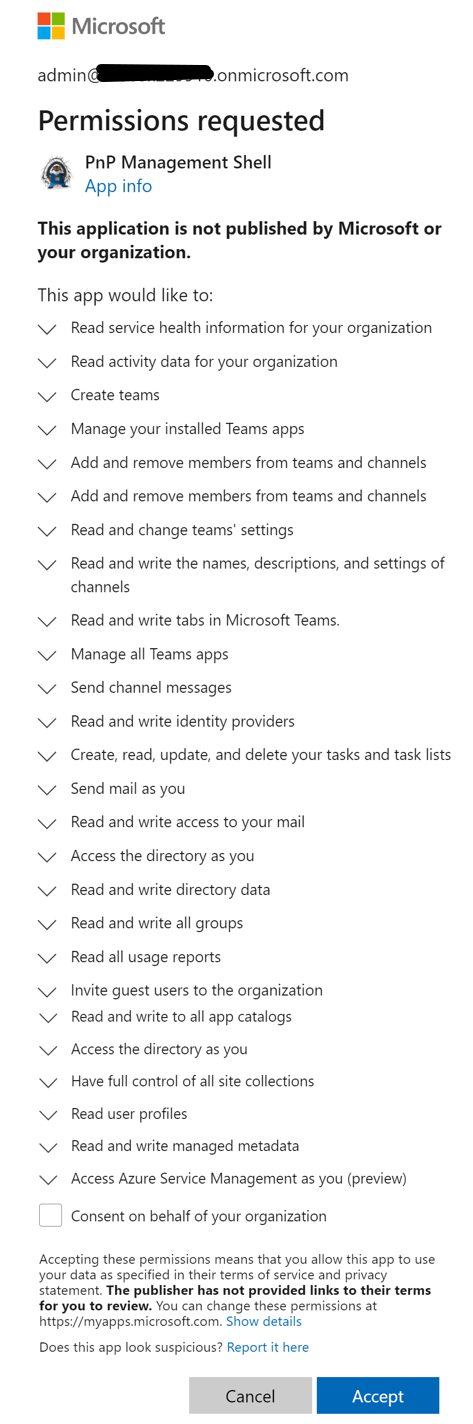 Microsoft
admin@ .onmicrosoft.com
Permissions requested
PnP Management Shell
App info
This application is not published by Microsoft or
your organization.
This app would like to:
Read service health information for your organization
Read activity data for your organization
Create teams
Manage your installed Teams apps
Add and remove members from teams and channels
Add and remove members from teams and channels
Read and change teams' settings
Read and write the names, descriptions, and settings of
channels
Read and write tabs in Microsoft Teams.
Manage all Teams apps
Send channel messages
Read and write identity providers
Create, read, update, and delete your tasks and task lists
Send mail as you
Read and write access to your mail
Access the directory as you
Read and write directory data
Read and write all groups
Read all usage reports
Invite guest users to the organization
Read and write to all app catalogs
Access the directory as you
Have full control of all site collections
Read user profiles
Read and write managed metadata
Access Azure Service Management as you (preview)
Consent on behalf of your organization
Accepting these permissions means that you allow this app to use
your data as specified in their terms of service and privacy
statement. The publisher has not provided links to their terms
for you to review. You can change these permissions at
https://myapps.microsoft.com. Show details
Does this app look suspicious? Report it here
Cancel
Accept